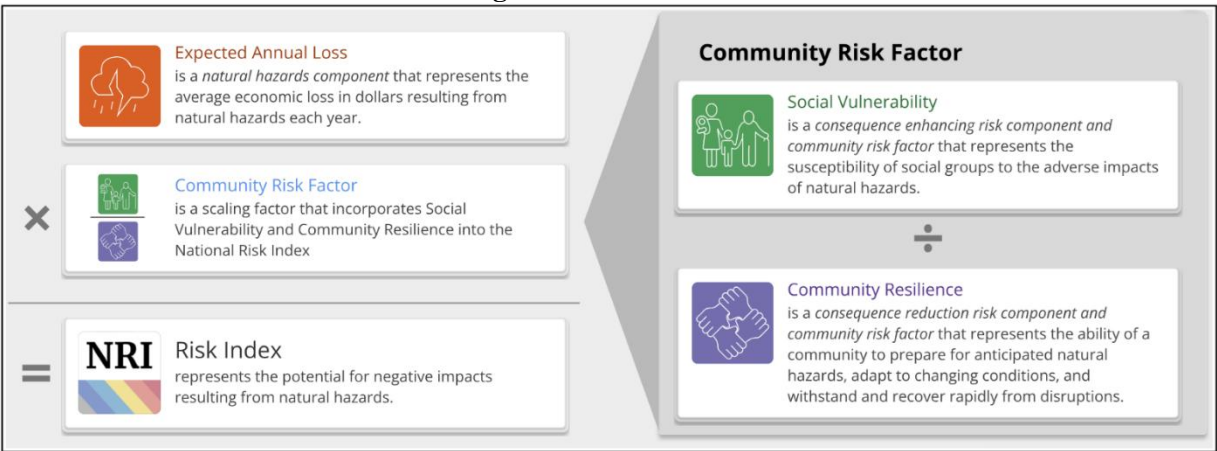 Expected Annual Loss
is a natural hazards component that represents the
average economic loss in dollars resulting from
natural hazards each year.
×
Community Risk Factor
is a scaling factor that incorporates Social
Vulnerability and Community Resilience into the
National Risk Index
=
NRI
Risk Index
represents the potential for negative impacts
resulting from natural hazards.
Community Risk Factor
Social Vulnerability
is a consequence enhancing risk component and
community risk factor that represents the
susceptibility of social groups to the adverse impacts
of natural hazards.
÷
Community Resilience
is a consequence reduction risk component and
community risk factor that represents the ability of a
community to prepare for anticipated natural
hazards, adapt to changing conditions, and
withstand and recover rapidly from disruptions.